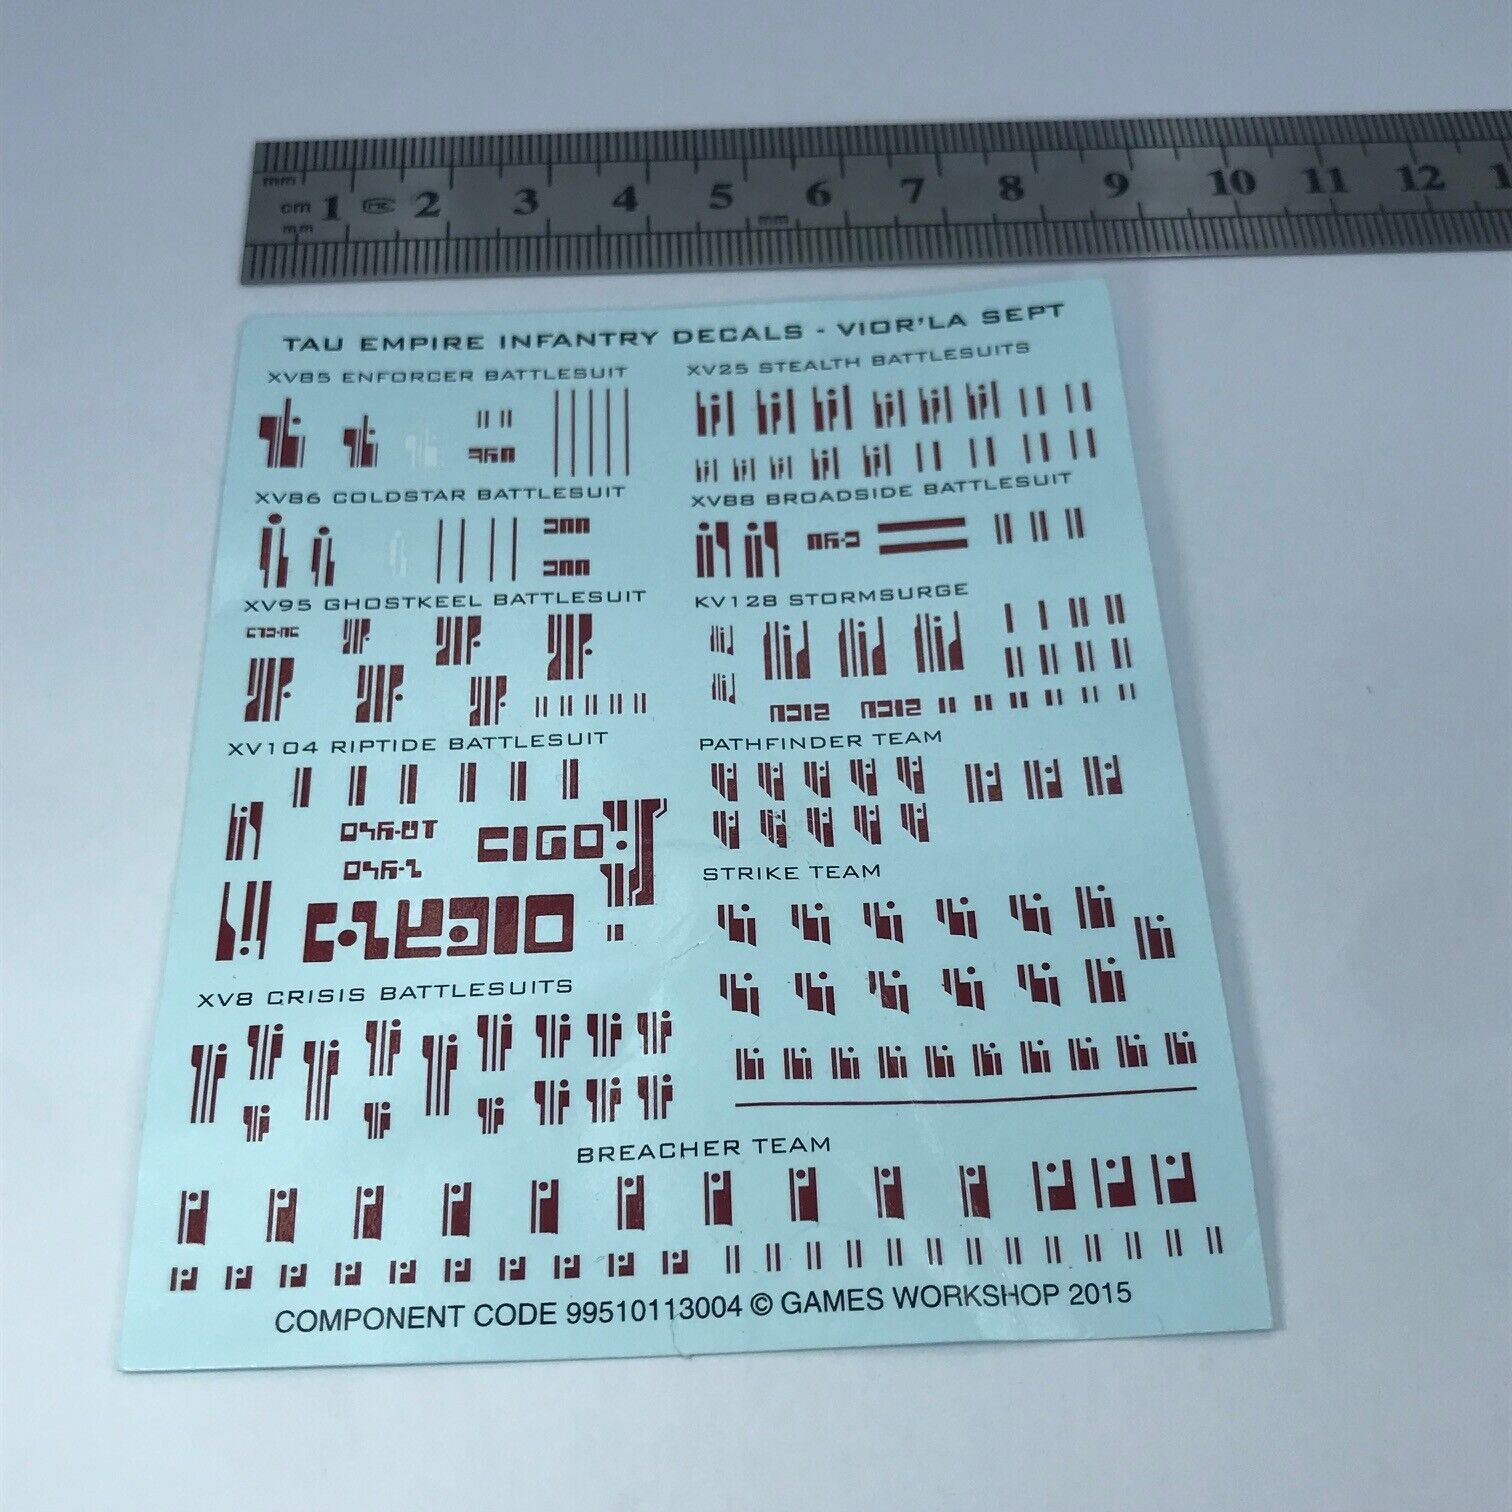 mm
cm 1 2 3 4 5 6 7 8 9 10 11 12
mm mm
TAU EMPIRE INFANTRY DECALS - VIOR'LA SEPT
XV85 ENFORCER BATTLESUIT
XV25 STEALTH BATTLESUITS
XV86 COLDSTAR BATTLESUIT
XV88 BROADSIDE BATTLESUIT
XV95 GHOSTKEEL BATTLESUIT
KV128 STORMSURGE
XV104 RIPTIDE BATTLESUIT
PATHFINDER TEAM
STRIKE TEAM
XV8 CRISIS BATTLESUITS
BREACHER TEAM
COMPONENT CODE 99510113004 © GAMES WORKSHOP 2015